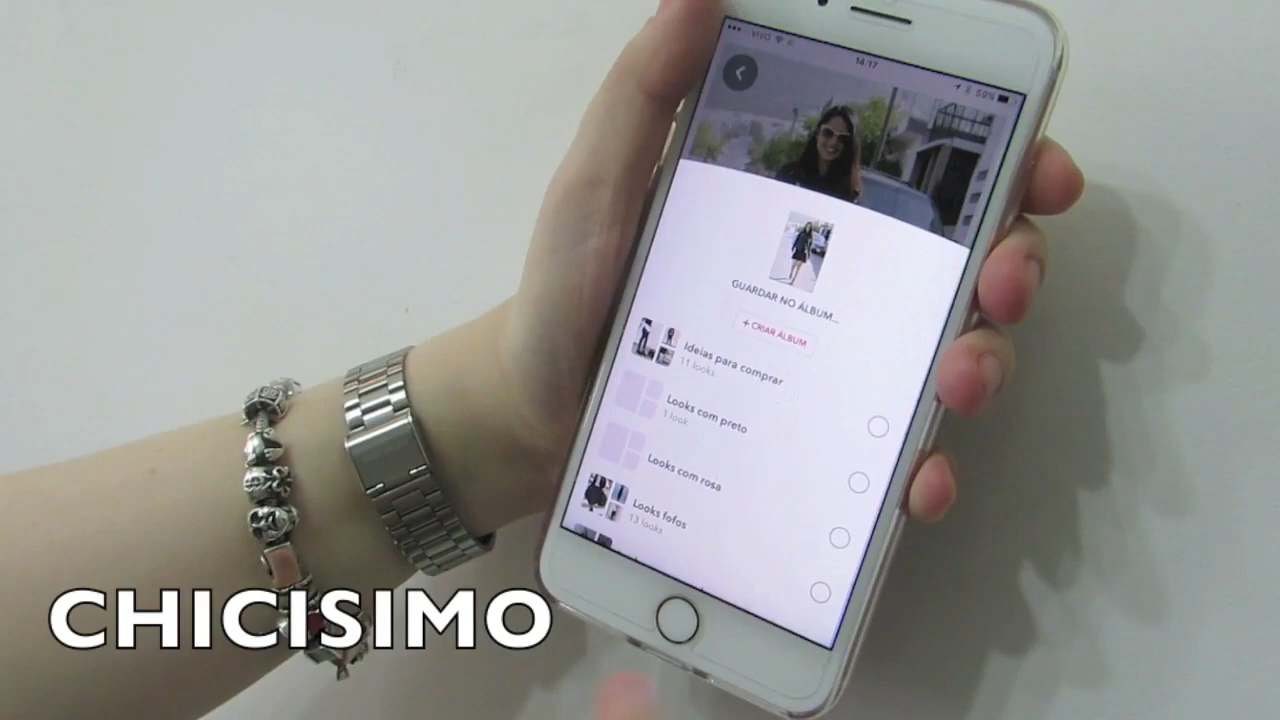 VIVO
14:17
59%
GUARDAR NO ÁLBUM...
+ CRIAR ÁLBUM
Ideias para comprar
11 looks
Looks com preto
1 look
Looks com rosa
Looks fofos
13 looks
CHICISIMO